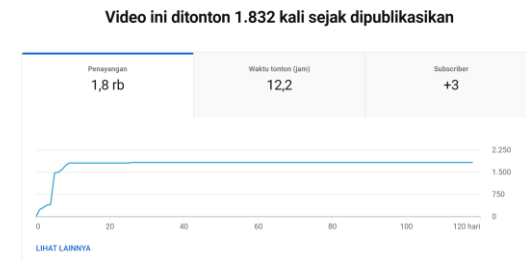 Video ini ditonton 1.832 kali sejak dipublikasikan
Penayangan
1,8 rb
Waktu tonton (jam)
12,2
Subscriber
+3
2.250
1.500
750
0
0
20
40
60
80
100
120 hari
LIHAT LAINNYA